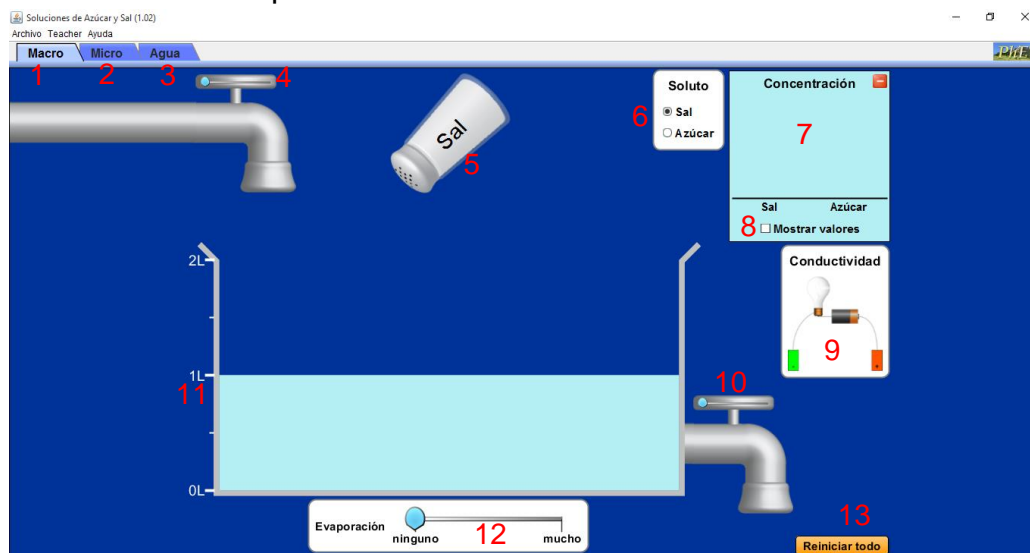 Soluciones de Azúcar y Sal (1.02)
Archivo Teacher Ayuda
Macro Micro Agua
PhET
1 2 3 4
Sal
5
Soluto
6
Sal
Azúcar
Concentración
7
Sal Azúcar
8 Mostrar valores
Conductividad
9
2L
1L
11
0L
10
Evaporación
ninguno 12 mucho
13
Reiniciar todo